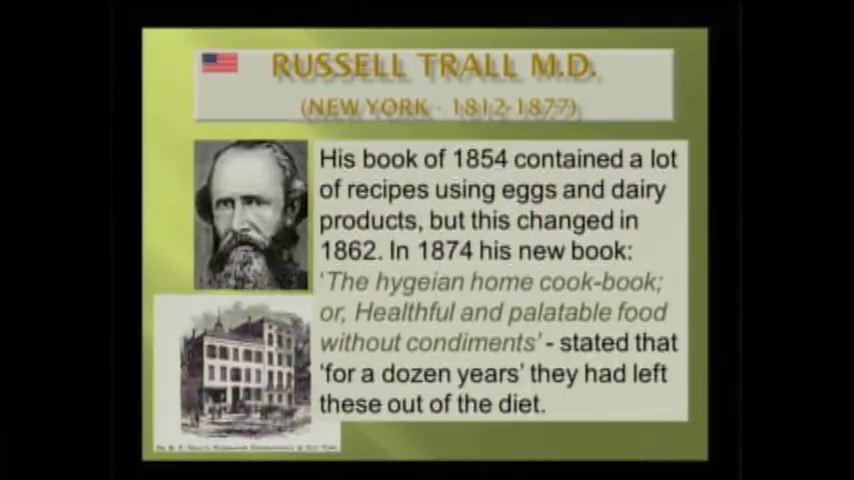 RUSSELL TRALL M.D.
(NEW YORK - 1812-1877)
His book of 1854 contained a lot
of recipes using eggs and dairy
products, but this changed in
1862. In 1874 his new book:
‘The hygeian home cook-book;
or, Healthful and palatable food
without condiments’ - stated that
‘for a dozen years’ they had left
these out of the diet.